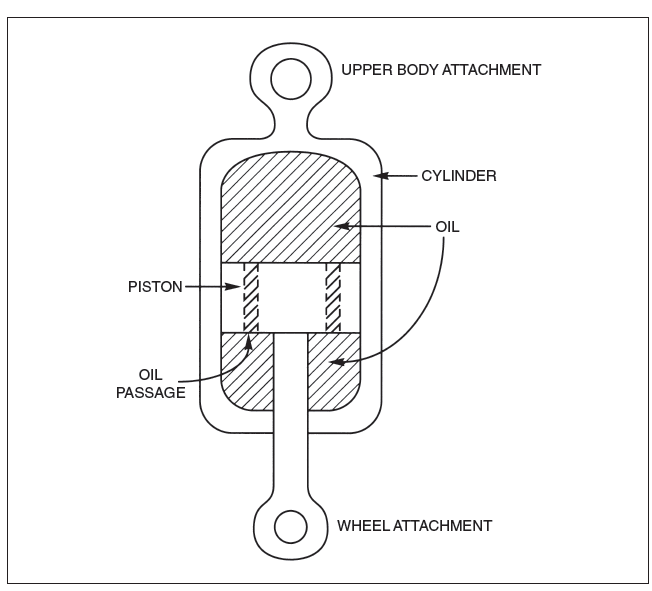 UPPER BODY ATTACHMENT
CYLINDER
OIL
PISTON
OIL
PASSAGE
WHEEL ATTACHMENT